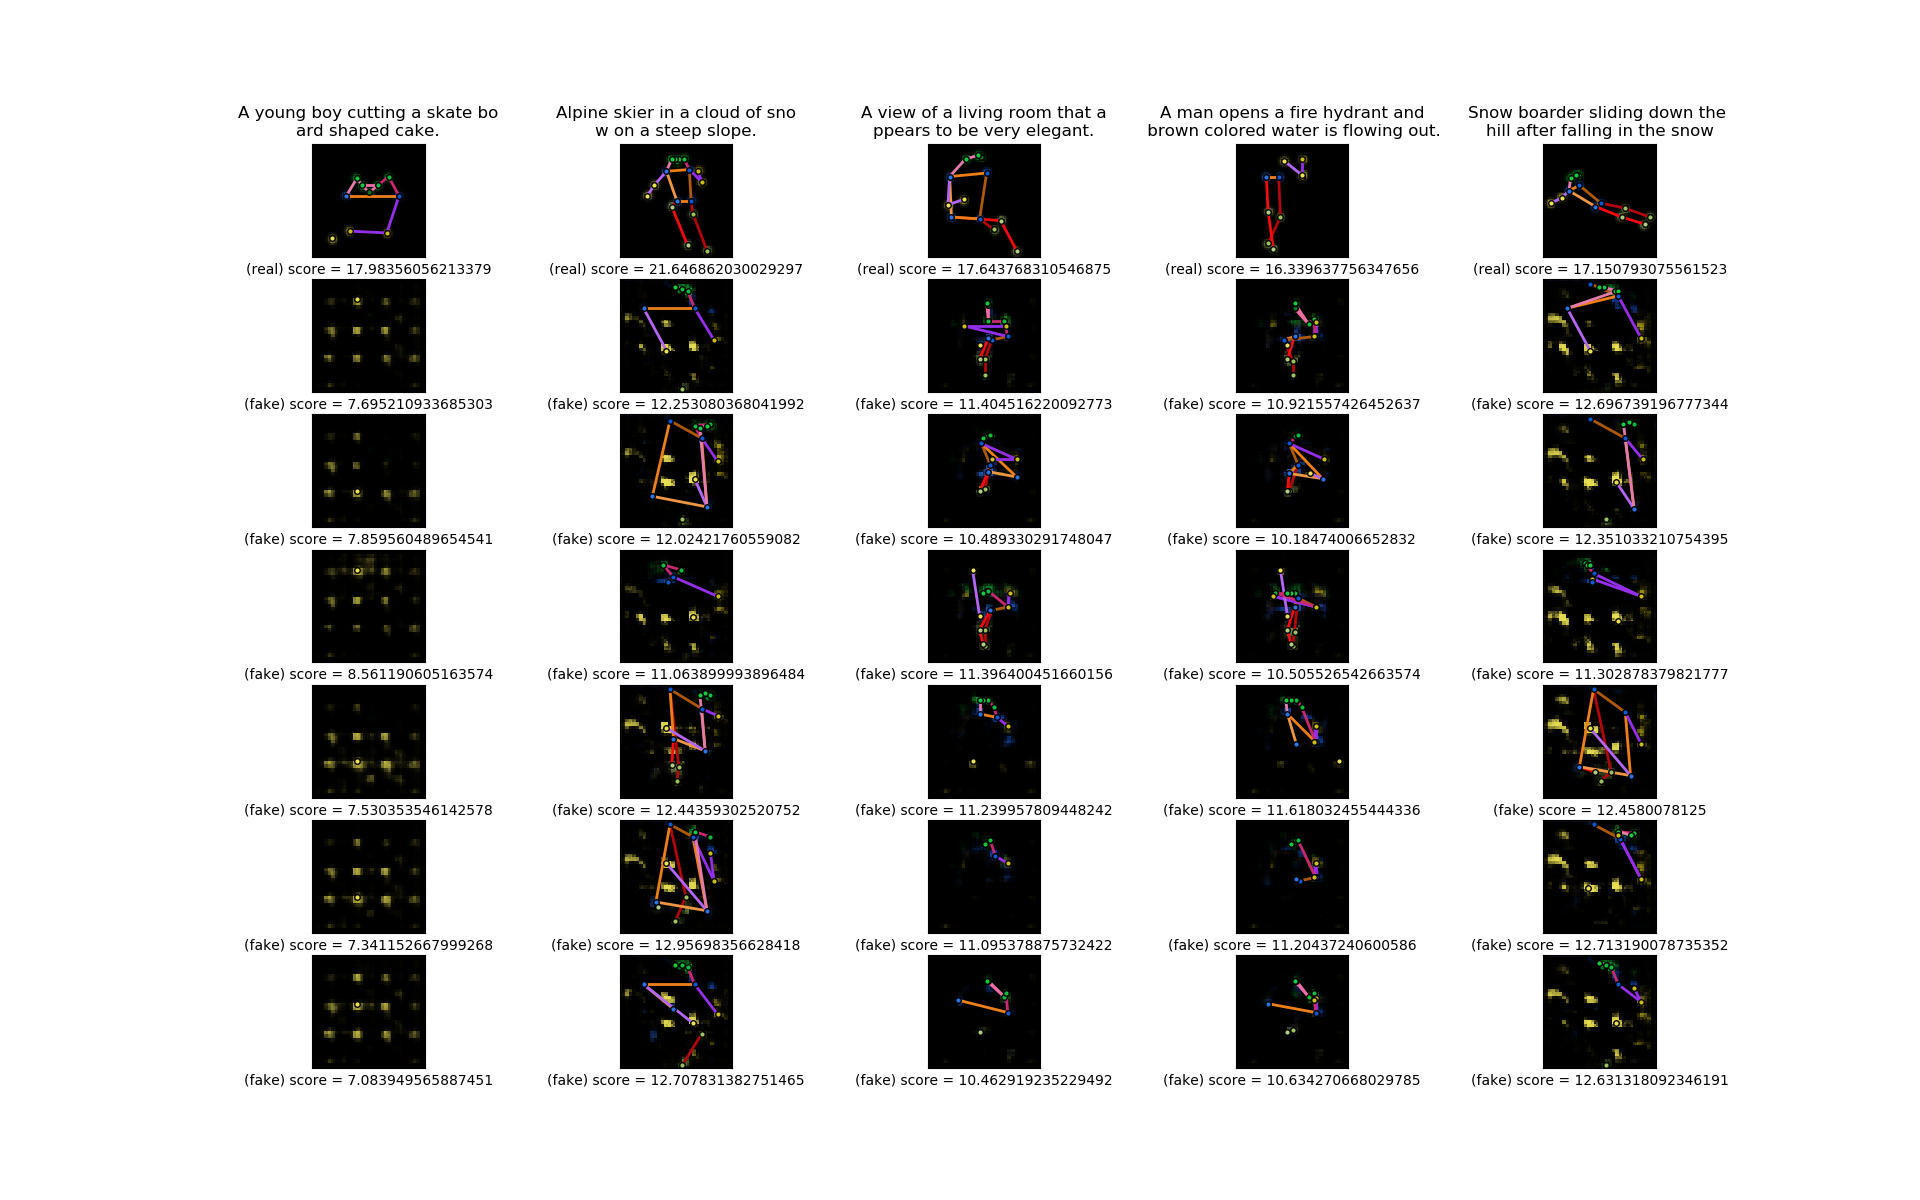 A young boy cutting a skate bo
ard shaped cake.
Alpine skier in a cloud of sno
w on a steep slope.
A view of a living room that a
ppears to be very elegant.
A man opens a fire hydrant and
brown colored water is flowing out.
Snow boarder sliding down the
hill after falling in the snow
(real) score = 17.98356056213379
(real) score = 21.646862030029297
(real) score = 17.643768310546875
(real) score = 16.339637756347656
(real) score = 17.150793075561523
(fake) score = 7.695210933685303
(fake) score = 12.253080368041992
(fake) score = 11.404516220092773
(fake) score = 10.921557426452637
(fake) score = 12.696739196777344
(fake) score = 7.859560489654541
(fake) score = 12.02421760559082
(fake) score = 10.489330291748047
(fake) score = 10.18474006652832
(fake) score = 12.351033210754395
(fake) score = 8.561190605163574
(fake) score = 11.063899993896484
(fake) score = 11.396400451660156
(fake) score = 10.505526542663574
(fake) score = 11.302878379821777
(fake) score = 7.530353546142578
(fake) score = 12.44359302520752
(fake) score = 11.239957809448242
(fake) score = 11.618032455444336
(fake) score = 12.4580078125
(fake) score = 7.341152667999268
(fake) score = 12.95698356628418
(fake) score = 11.095378875732422
(fake) score = 11.20437240600586
(fake) score = 12.713190078735352
(fake) score = 7.083949565887451
(fake) score = 12.707831382751465
(fake) score = 10.462919235229492
(fake) score = 10.634270668029785
(fake) score = 12.631318092346191